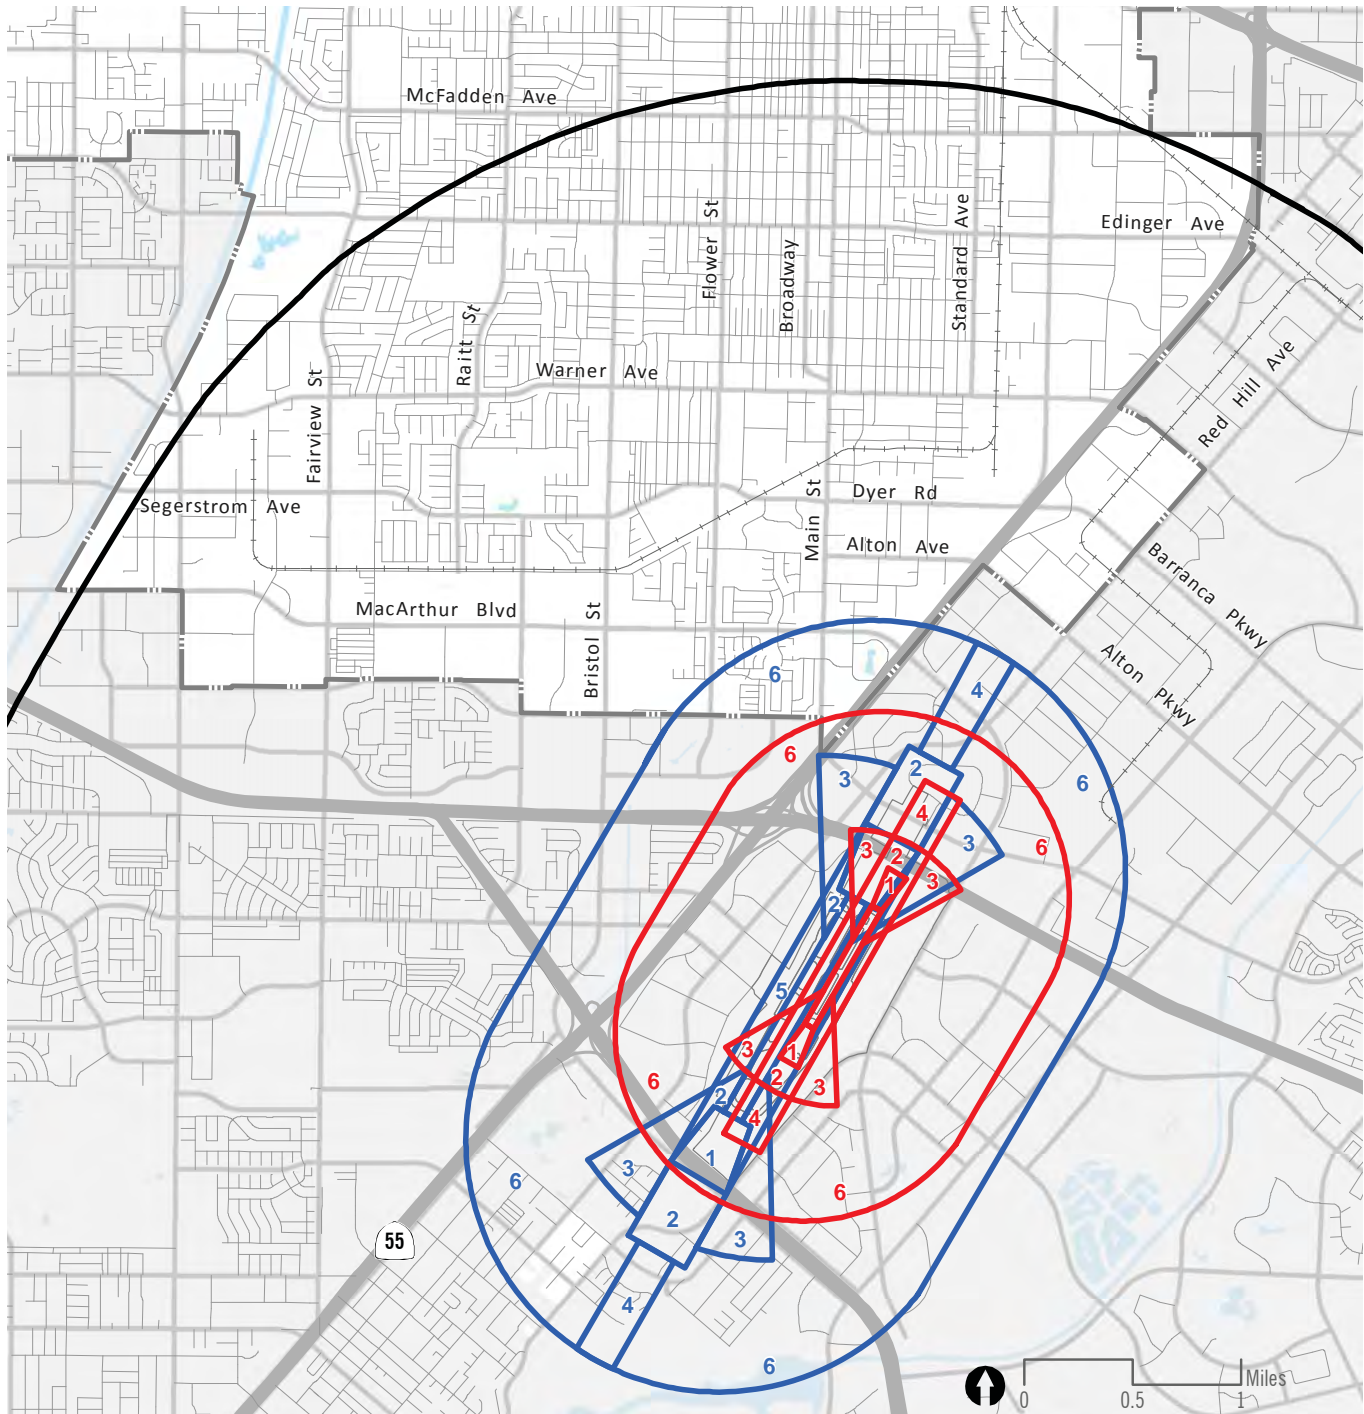 McFadden Ave
Edinger Ave
Flower St
Broadway
Standard Ave
Raitt St
Warner Ave
Fairview St
Red Hill Ave
Segerstrom Ave
Main St
Dyer Rd
Alton Ave
Barranca Pkwy
MacArthur Blvd
Bristol St
Alton Pkwy
6
4
6
2
3
6
4
3
3
2
6
3
1
2
5
3
1
6
2
3
2
4
1
3
6
6
2
3
55
4
6
Miles
0
0.5
1